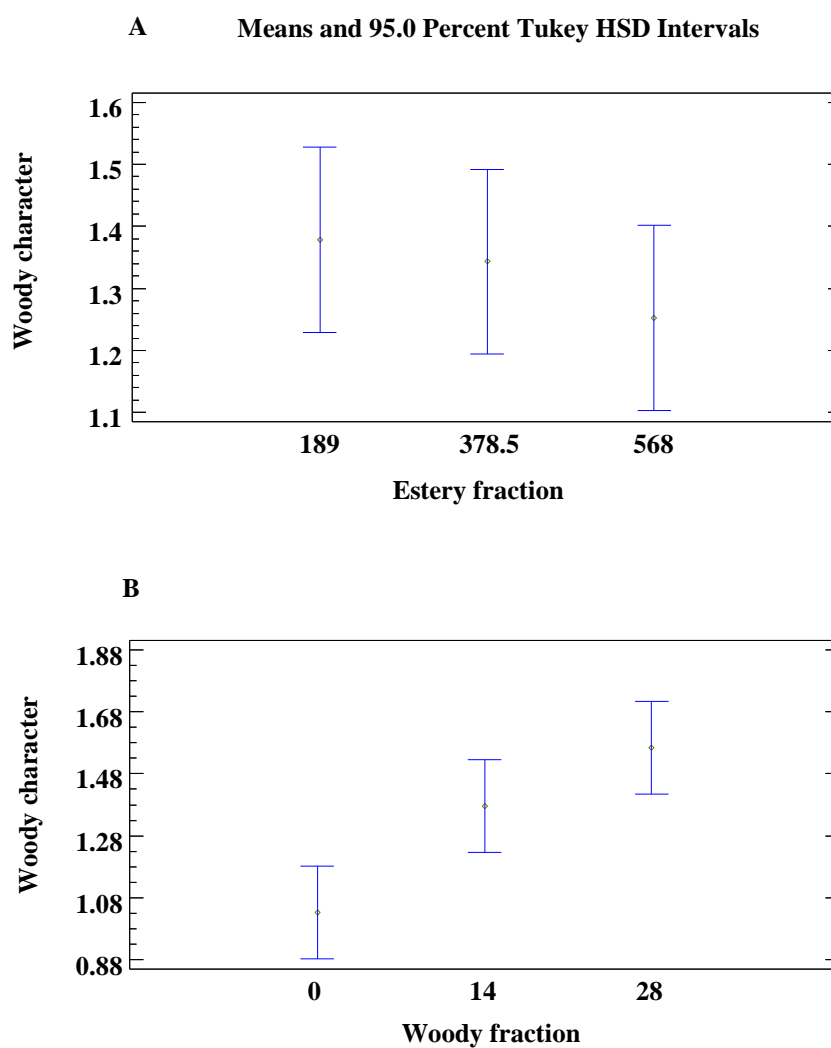 A Means and 95.0 Percent Tukey HSD Intervals
Woody character
1.6
1.5
1.4
1.3
1.2
1.1
189 378.5 568
Estery fraction
B
Woody character
1.88
1.68
1.48
1.28
1.08
0.88
0 14 28
Woody fraction